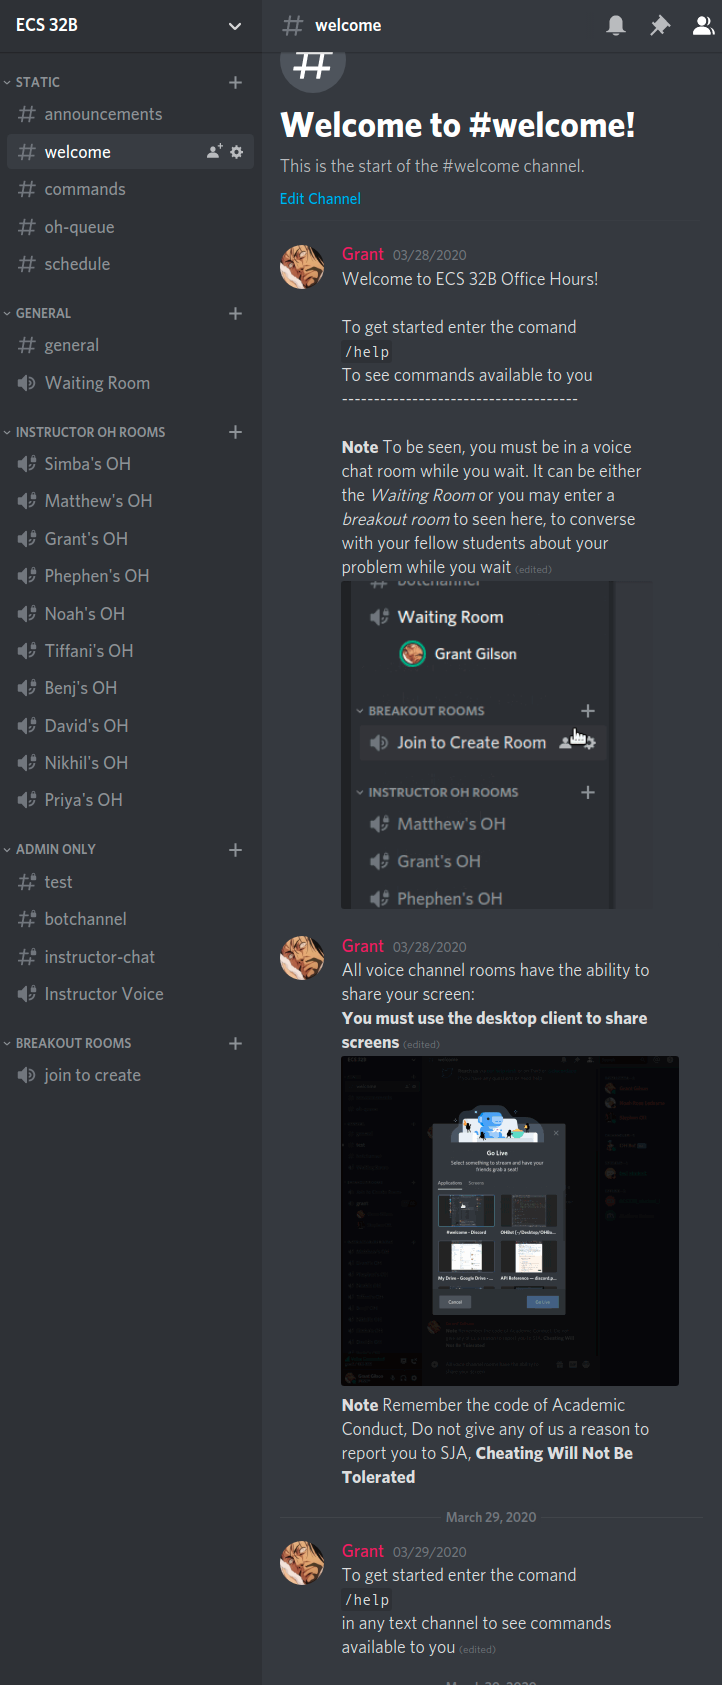 ECS 32B
STATIC
announcements
welcome
commands
oh-queue
schedule
GENERAL
general
Waiting Room
INSTRUCTOR OH ROOMS
Simba's OH
Matthew's OH
Grant's OH
Phephen's OH
Noah's OH
Tiffani's OH
Benj's OH
David's OH
Nikhil's OH
Priya's OH
ADMIN ONLY
test
botchannel
instructor-chat
Instructor Voice
BREAKOUT ROOMS
join to create
# welcome
Welcome to #welcome!
This is the start of the #welcome channel.
Edit Channel
Grant 03/28/2020
Welcome to ECS 32B Office Hours!
To get started enter the comand
/help
To see commands available to you
-------------------------------------
Note To be seen, you must be in a voice
chat room while you wait. It can be either
the Waiting Room or you may enter a
breakout room to seen here, to converse
with your fellow students about your
problem while you wait (edited)
botchannel
Waiting Room
Grant Gilson
BREAKOUT ROOMS
Join to Create Room
INSTRUCTOR OH ROOMS
Matthew's OH
Grant's OH
Phephen's OH
Grant 03/28/2020
All voice channel rooms have the ability to
share your screen:
You must use the desktop client to share
screens (edited)
Go Live
Select something to stream and have your
friends grab a seat!
Applications Screens
#welcome - Discord
My Drive - Google Drive - ...
API Reference — discord.p...
Cancel
Go Live
Note Remember the code of Academic
Conduct, Do not give any of us a reason to
report you to SJA, Cheating Will Not Be
Tolerated
March 29, 2020
Grant 03/29/2020
To get started enter the comand
/help
in any text channel to see commands
available to you (edited)